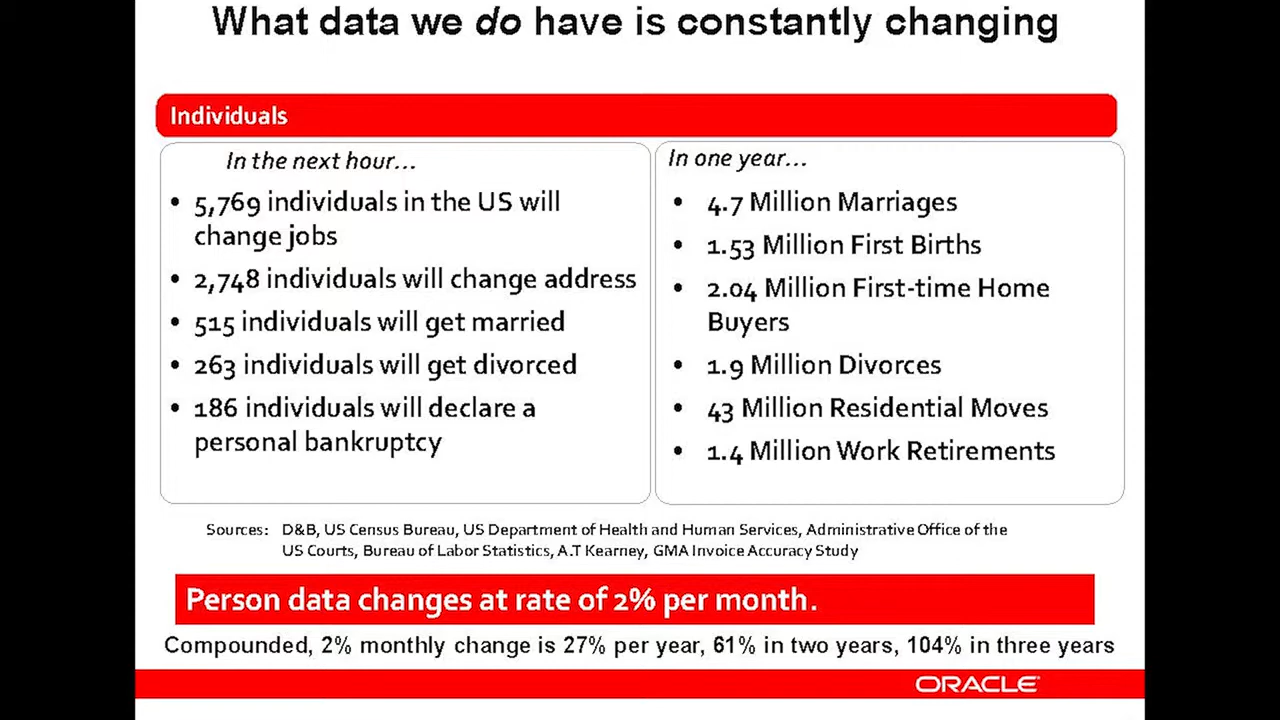 What data we do have is constantly changing
Individuals
In the next hour...
• 5,769 individuals in the US will
change jobs
• 2,748 individuals will change address
• 515 individuals will get married
• 263 individuals will get divorced
• 186 individuals will declare a
personal bankruptcy
In one year...
• 4.7 Million Marriages
• 1.53 Million First Births
• 2.04 Million First-time Home
Buyers
• 1.9 Million Divorces
• 43 Million Residential Moves
• 1.4 Million Work Retirements
Sources: D&B, US Census Bureau, US Department of Health and Human Services, Administrative Office of the
US Courts, Bureau of Labor Statistics, A.T Kearney, GMA Invoice Accuracy Study
Person data changes at rate of 2% per month.
Compounded, 2% monthly change is 27% per year, 61% in two years, 104% in three years
ORACLE